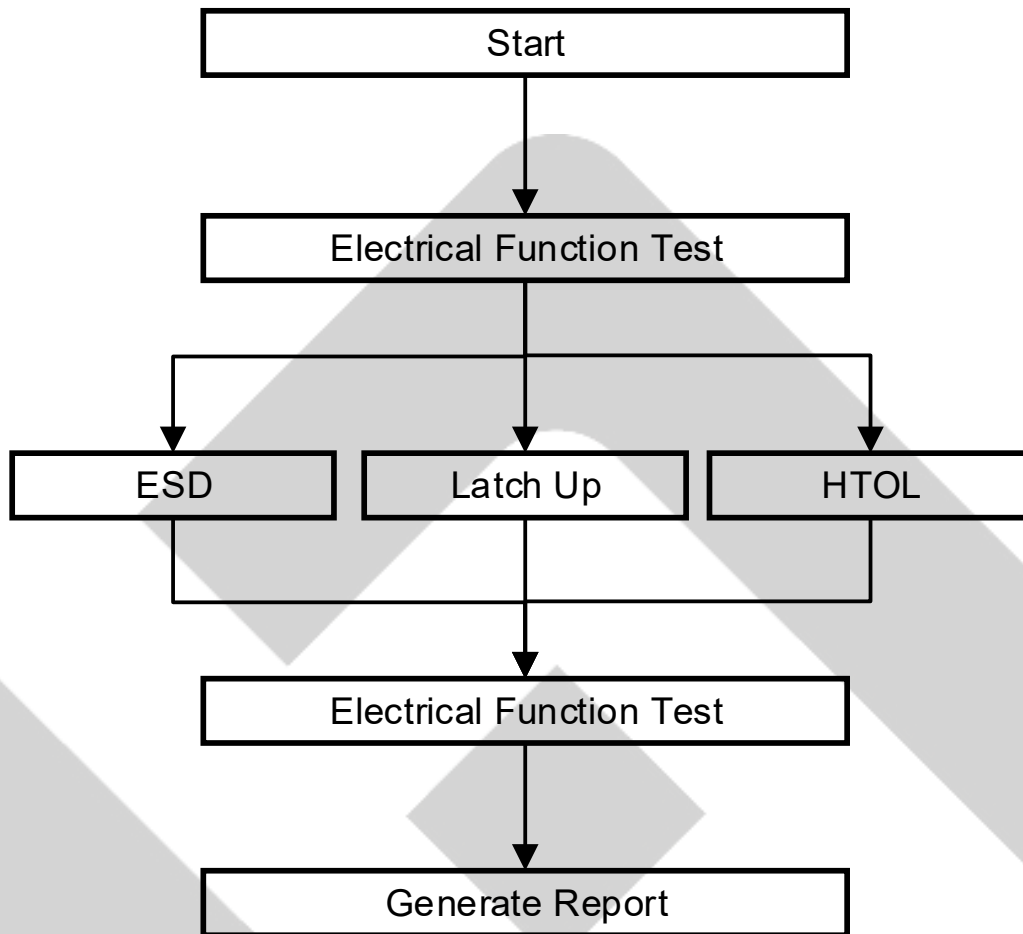 Start
Electrical Function Test
ESD
Latch Up
HTOL
Electrical Function Test
Generate Report